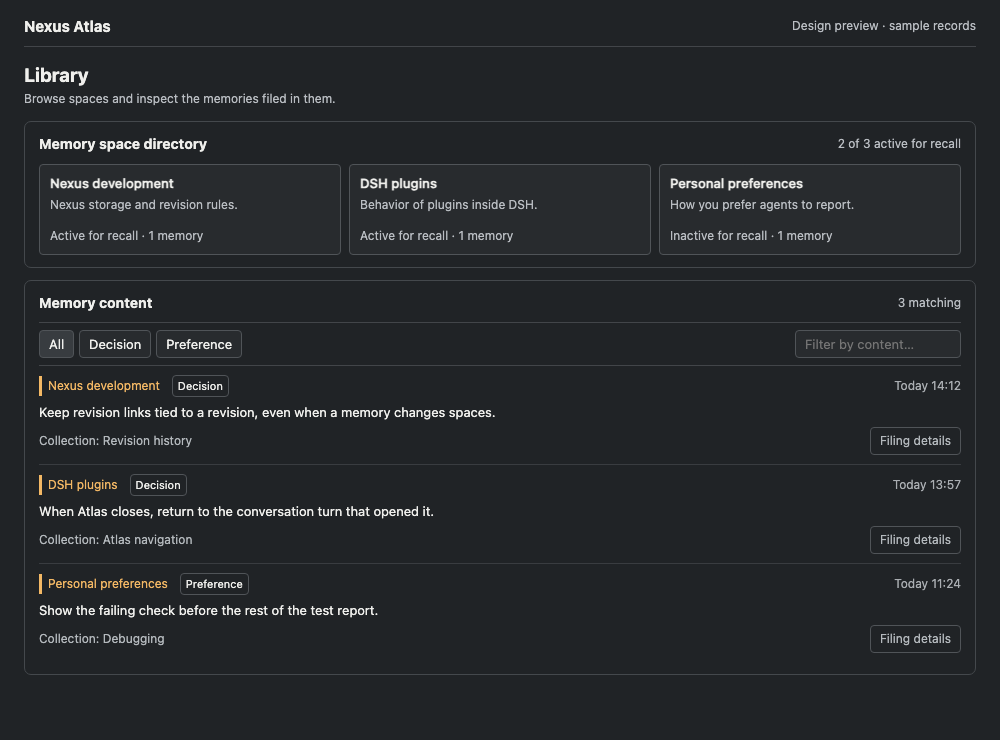 Nexus Atlas
Design preview · sample records
Library
Browse spaces and inspect the memories filed in them.
Memory space directory
2 of 3 active for recall
Nexus development
Nexus storage and revision rules.
Active for recall · 1 memory
DSH plugins
Behavior of plugins inside DSH.
Active for recall · 1 memory
Personal preferences
How you prefer agents to report.
Inactive for recall · 1 memory
Memory content
3 matching
All
Decision
Preference
Filter by content...
Nexus development
Decision
Today 14:12
Keep revision links tied to a revision, even when a memory changes spaces.
Collection: Revision history
Filing details
DSH plugins
Decision
Today 13:57
When Atlas closes, return to the conversation turn that opened it.
Collection: Atlas navigation
Filing details
Personal preferences
Preference
Today 11:24
Show the failing check before the rest of the test report.
Collection: Debugging
Filing details